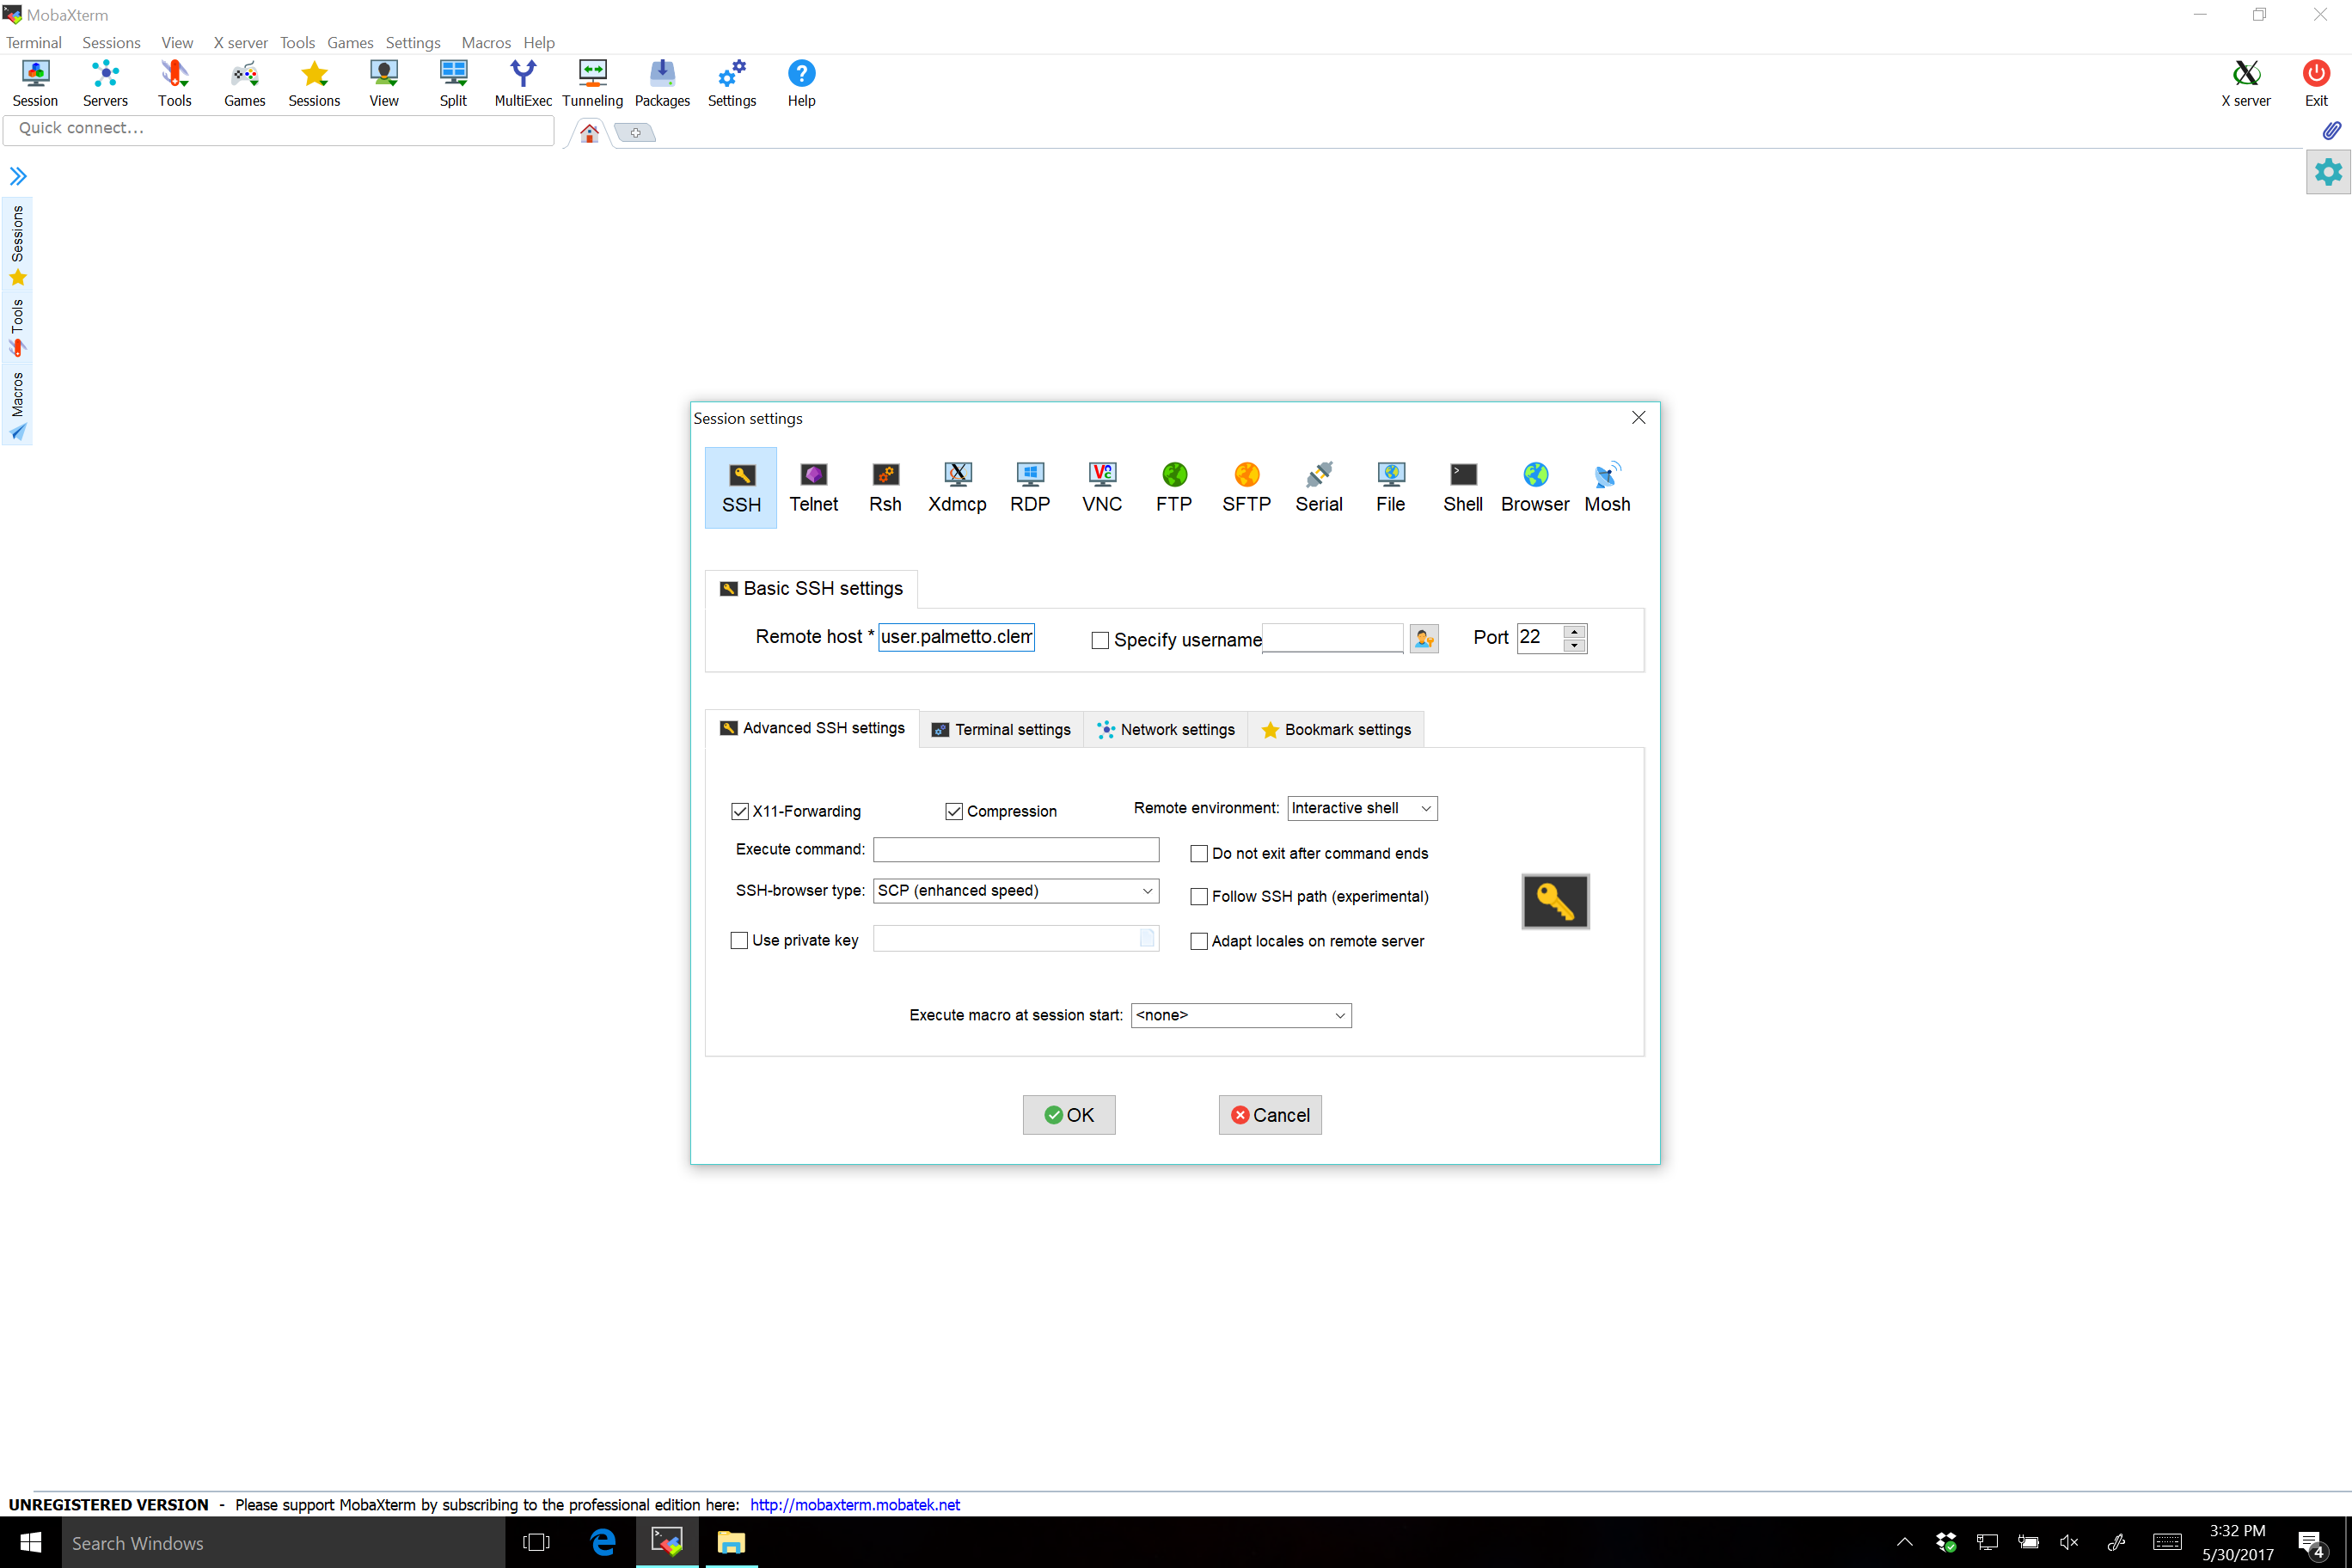 MobaXterm
Terminal Sessions View X server Tools Games Settings Macros Help
Session Servers Tools Games Sessions View Split MultiExec Tunneling Packages Settings Help X server Exit
Quick connect...
Sessions
Tools
Macros
Session settings
SSH Telnet Rsh Xdmcp RDP VNC FTP SFTP Serial File Shell Browser Mosh
Basic SSH settings
Remote host * user.palmetto.clem Specify username Port 22
Advanced SSH settings Terminal settings Network settings Bookmark settings
X11-Forwarding Compression Remote environment: Interactive shell
Execute command: Do not exit after command ends
SSH-browser type: SCP (enhanced speed) Follow SSH path (experimental)
Use private key Adapt locales on remote server
Execute macro at session start: <none>
OK Cancel
UNREGISTERED VERSION - Please support MobaXterm by subscribing to the professional edition here: http://mobaxterm.mobatek.net
Search Windows
3:32 PM
5/30/2017
4